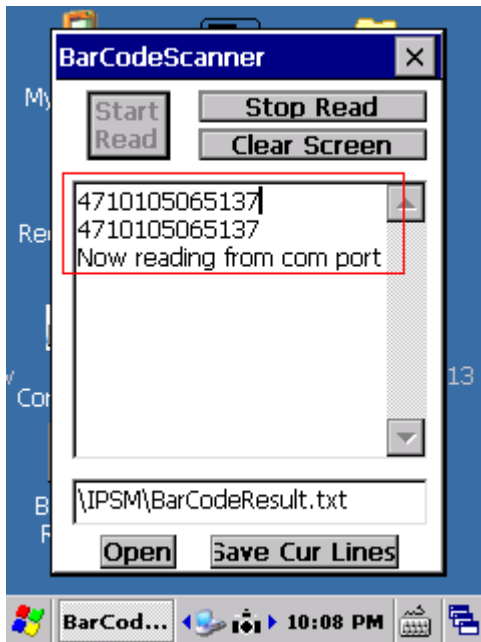 BarCodeScanner
My
Start
Read
Stop Read
Clear Screen
4710105065137
4710105065137
Now reading from com port
13
\IPSM\BarCodeResult.txt
Open
Save Cur Lines
BarCod...
10:08 PM